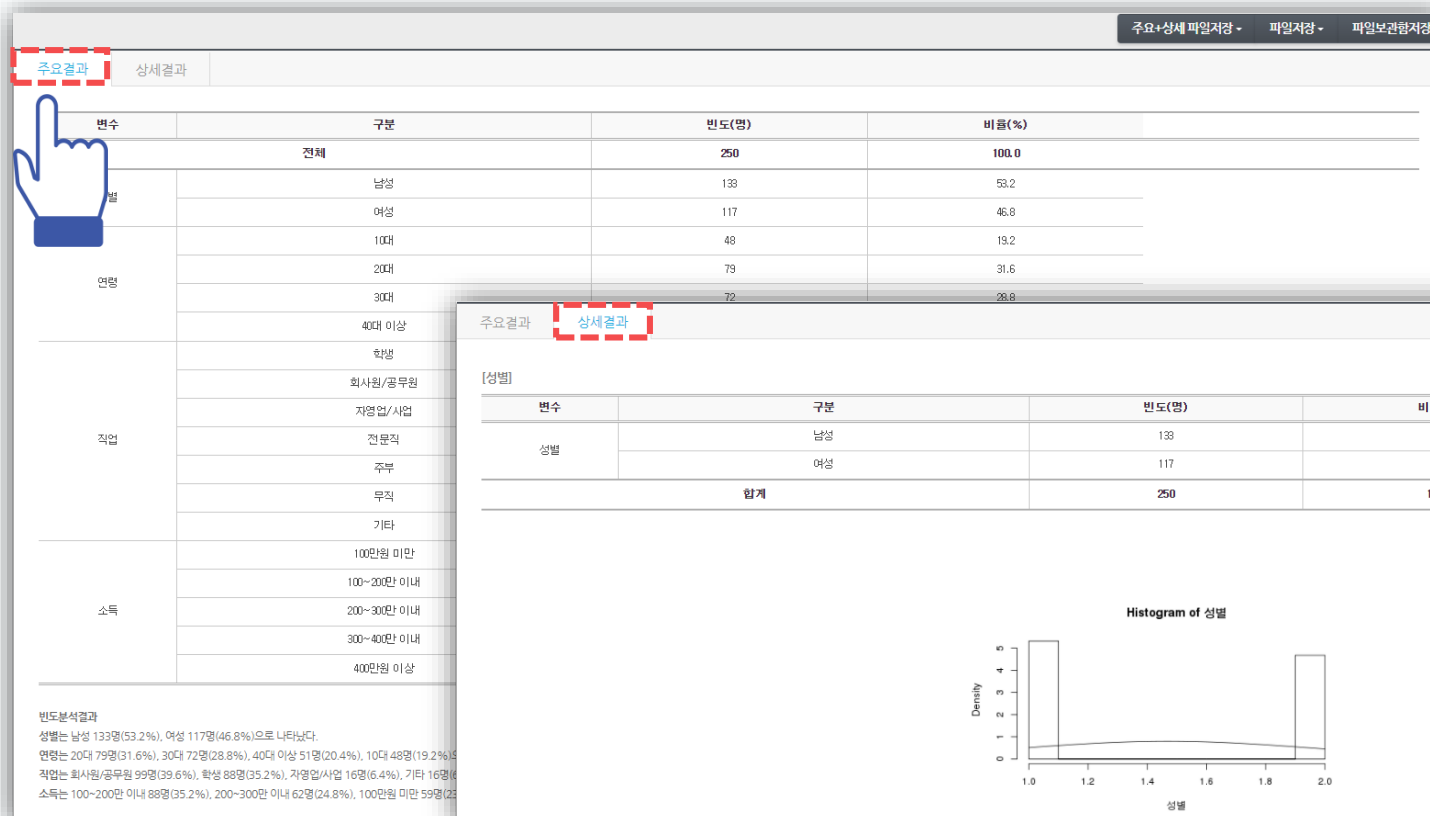 주요+상세 파일저장 파일저장 파일보관함저장
주요결과 상세결과
변수 구분 빈도(명) 비율(%)
전체 250 100.0
별 남성 133 53.2
여성 117 46.8
연령 10대 48 19.2
20대 79 31.6
30대 72 28.8
40대 이상
직업 학생
회사원/공무원
자영업/사업
전문직
주부
무직
기타
소득 100만원 미만
100~200만 이내
200~300만 이내
300~400만 이내
400만원 이상
빈도분석결과
성별는 남성 133명(53.2%), 여성 117명(46.8%)으로 나타났다.
연령는 20대 79명(31.6%), 30대 72명(28.8%), 40대 이상 51명(20.4%), 10대 48명(19.2%)으
직업는 회사원/공무원 99명(39.6%), 학생 88명(35.2%), 자영업/사업 16명(6.4%), 기타 16명(6
소득는 100~200만 이내 88명(35.2%), 200~300만 이내 62명(24.8%), 100만원 미만 59명(23
주요결과 상세결과
[성별]
변수 구분 빈도(명) 비
성별 남성 133
여성 117
합계 250 1
Histogram of 성별
Density
0 1 2 3 4 5
1.0 1.2 1.4 1.6 1.8 2.0
성별